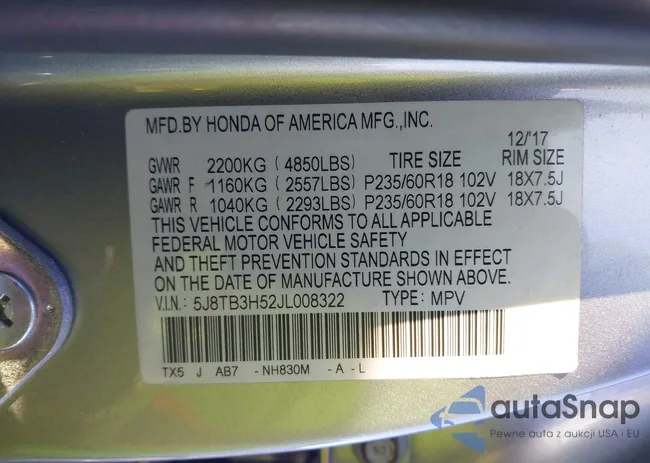 MFD.BY HONDA OF AMERICA MFG.,INC.
12/'17
GVWR 2200KG ( 4850LBS) TIRE SIZE RIM SIZE
GAWR F 1160KG ( 2557LBS) P235/60R18 102V 18X7.5J
GAWR R 1040KG ( 2293LBS) P235/60R18 102V 18X7.5J
THIS VEHICLE CONFORMS TO ALL APPLICABLE
FEDERAL MOTOR VEHICLE SAFETY
AND THEFT PREVENTION STANDARDS IN EFFECT
ON THE DATE OF MANUFACTURE SHOWN ABOVE.
V.I.N.: 5J8TB3H52JL008322 TYPE: MPV
TX5 J AB7 -NH830M -A-L
autaSnap
Pewne auta z aukcji USA i EU